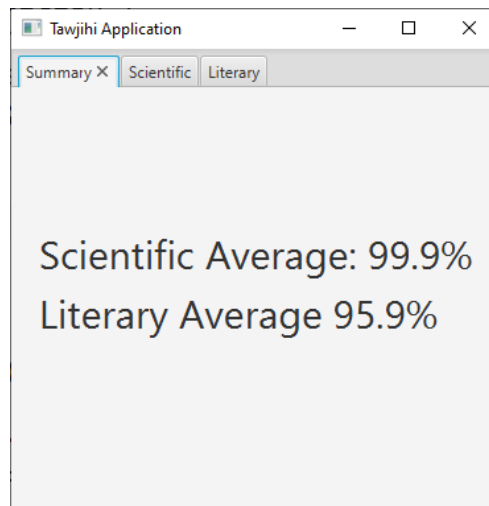 Tawjihi Application
Summary Scientific Literary
Scientific Average: 99.9%
Literary Average 95.9%